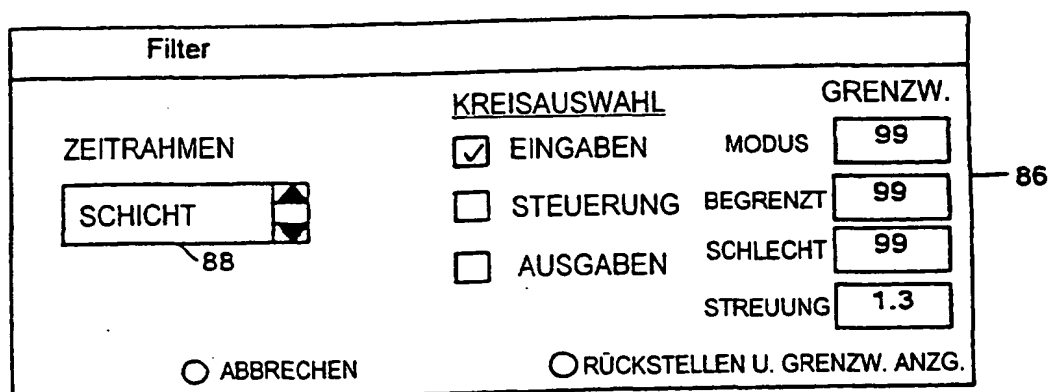 Filter
ZEITRAHMEN
SCHICHT
88
KREISAUSWAHL
EINGABEN
STEUERUNG
AUSGABEN
GRENZW.
MODUS 99
BEGRENZT 99
SCHLECHT 99
STREUUNG 1.3
86
ABBRECHEN
RÜCKSTELLEN U. GRENZW. ANZG.